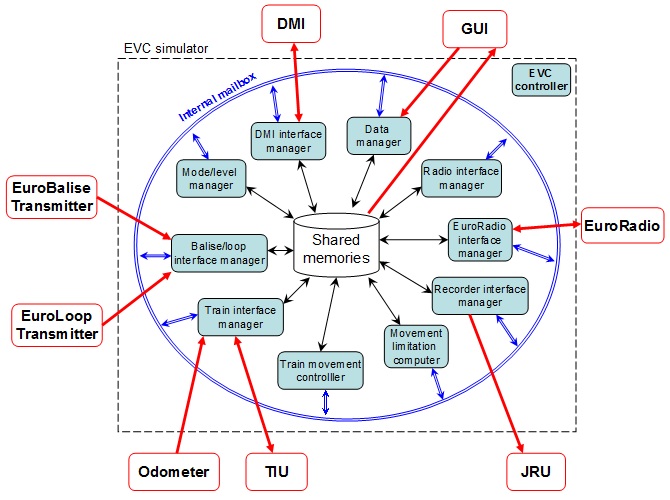 DMI
GUI
EVC simulator
EVC
controller
Internal mailbox
DMI interface
manager
Data
manager
Mode/level
manager
Radio interface
manager
EuroBalise
Transmitter
Balise/loop
interface manager
Shared
memories
EuroRadio
interface
manager
EuroRadio
EuroLoop
Transmitter
Train interface
manager
Recorder interface
manager
Train movement
controlller
Movement
limitation
computer
Odometer
TIU
JRU